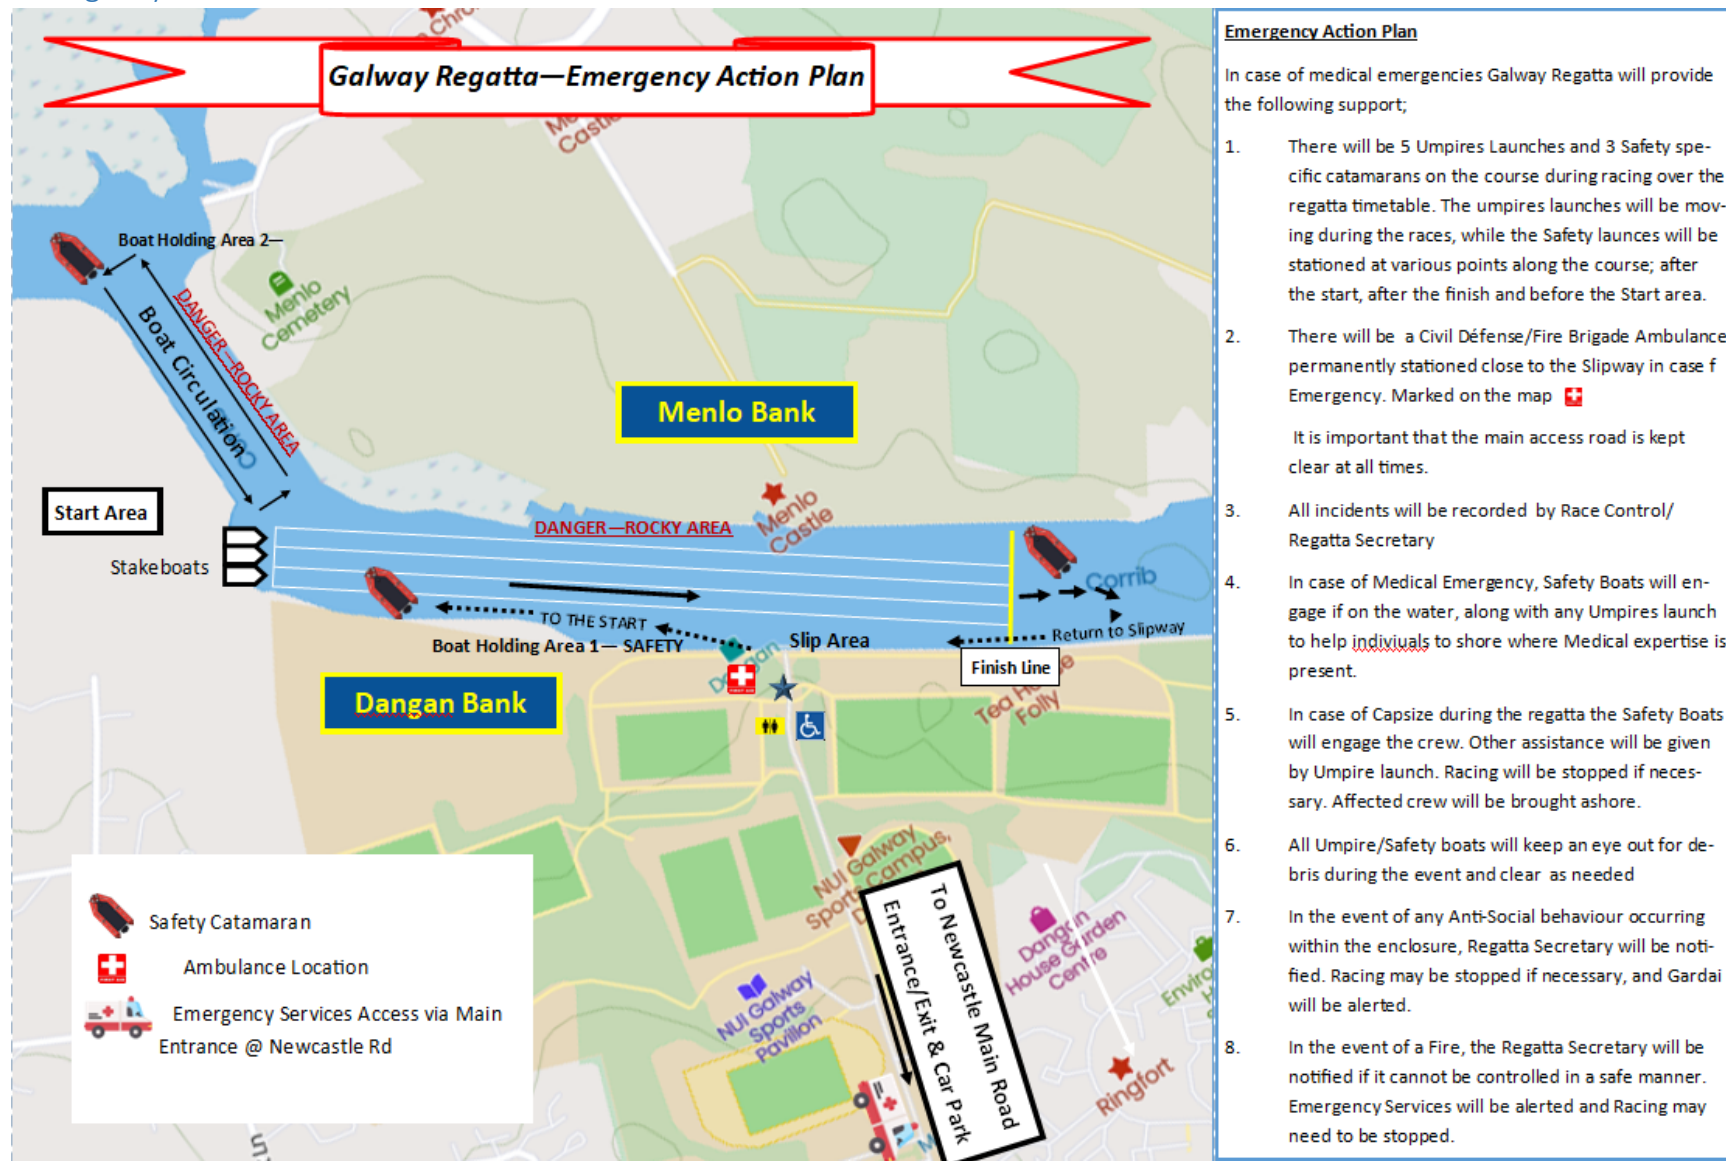 Galway Regatta—Emergency Action Plan
Castle
Boat Holding Area 2—
Menlo
Cemetery
DANGER—ROCKY AREA
Boat Circulation
Menlo Bank
Start Area
Stakeboats
DANGER—ROCKY AREA
Menlo
Castle
Corrib
TO THE START
Boat Holding Area 1— SAFETY
Slip Area
Return to Slipway
Finish Line
Dangan Bank
Folly
NUI Galway
Sports Campus,
To Newcastle Main Road
Entrance/Exit & Car Park
Dangan
House Garden
Centre
NUI Galway
Sports
Pavilion
Ringfort
Safety Catamaran
Ambulance Location
Emergency Services Access via Main
Entrance @ Newcastle Rd
Emergency Action Plan
In case of medical emergencies Galway Regatta will provide
the following support;
1. There will be 5 Umpires Launches and 3 Safety spe-
cific catamarans on the course during racing over the
regatta timetable. The umpires launches will be mov-
ing during the races, while the Safety launces will be
stationed at various points along the course; after
the start, after the finish and before the Start area.
2. There will be a Civil Défense/Fire Brigade Ambulance
permanently stationed close to the Slipway in case f
Emergency. Marked on the map
It is important that the main access road is kept
clear at all times.
3. All incidents will be recorded by Race Control/
Regatta Secretary
4. In case of Medical Emergency, Safety Boats will en-
gage if on the water, along with any Umpires launch
to help indiviuals to shore where Medical expertise is
present.
5. In case of Capsize during the regatta the Safety Boats
will engage the crew. Other assistance will be given
by Umpire launch. Racing will be stopped if neces-
sary. Affected crew will be brought ashore.
6. All Umpire/Safety boats will keep an eye out for de-
bris during the event and clear as needed
7. In the event of any Anti-Social behaviour occurring
within the enclosure, Regatta Secretary will be noti-
fied. Racing may be stopped if necessary, and Gardai
will be alerted.
8. In the event of a Fire, the Regatta Secretary will be
notified if it cannot be controlled in a safe manner.
Emergency Services will be alerted and Racing may
need to be stopped.